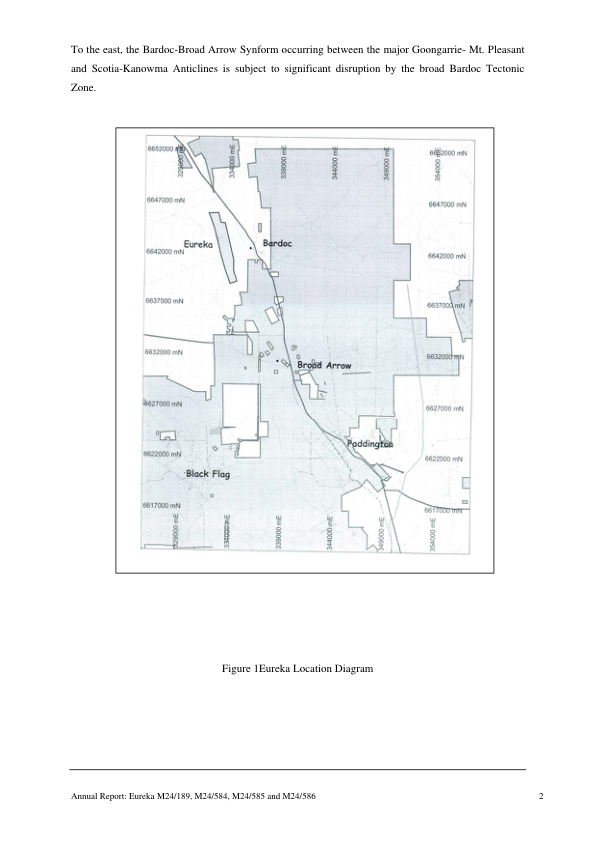 To the east, the Bardoc-Broad Arrow Synform occurring between the major Goongarrie- Mt. Pleasant
and Scotia-Kanowma Anticlines is subject to significant disruption by the broad Bardoc Tectonic
Zone.
6652000 mN
329000 mE
334000 mE
339000 mE
344000 mE
349000 mE
354000 mE
6652000 mN
6647000 mN
6647000 mN
Eureka
Bardoc
6642000 mN
6642000 mN
6637000 mN
6637000 mN
6632000 mN
Broad Arrow
6632000 mN
6627000 mN
6627000 mN
Paddington
6622000 mN
6622000 mN
Black Flag
6617000 mN
6617000 mN
329000 mE
334000 mE
339000 mE
344000 mE
349000 mE
354000 mE
Figure 1Eureka Location Diagram
Annual Report: Eureka M24/189, M24/584, M24/585 and M24/586
2